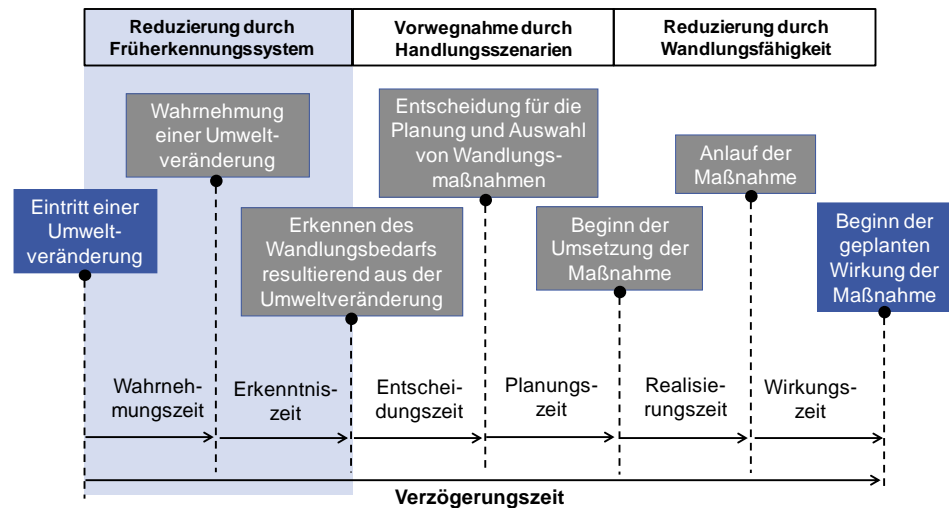 Reduzierung durch
Früherkennungssystem
Vorwegnahme durch
Handlungsszenarien
Reduzierung durch
Wandlungsfähigkeit
Eintritt einer
Umwelt-
veränderung
Wahrnehmung
einer Umwelt-
veränderung
Erkennen des
Wandlungsbedarfs
resultierend aus der
Umweltveränderung
Entscheidung für die
Planung und Auswahl
von Wandlungs-
maßnahmen
Beginn der
Umsetzung der
Maßnahme
Anlauf der
Maßnahme
Beginn der
geplanten
Wirkung der
Maßnahme
Wahrneh-
mungszeit
Erkenntnis-
zeit
Entschei-
dungszeit
Planungs-
zeit
Realisie-
rungszeit
Wirkungs-
zeit
Verzögerungszeit